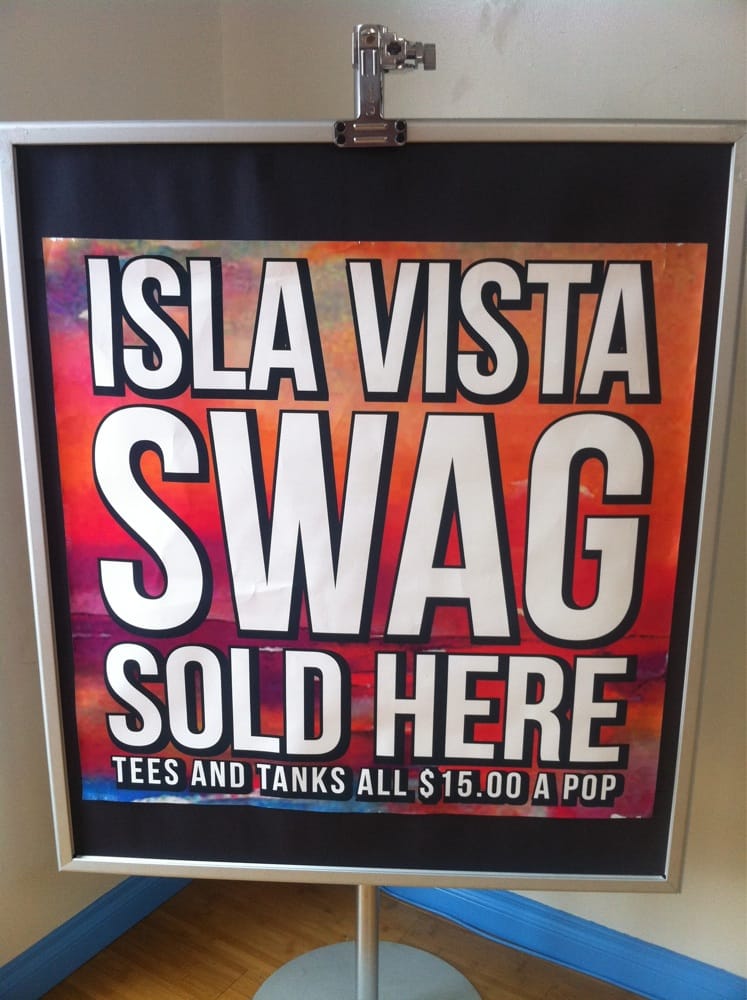 ISLA VISTA
SWAG
SOLD HERE
TEES AND TANKS ALL $15.00 A POP